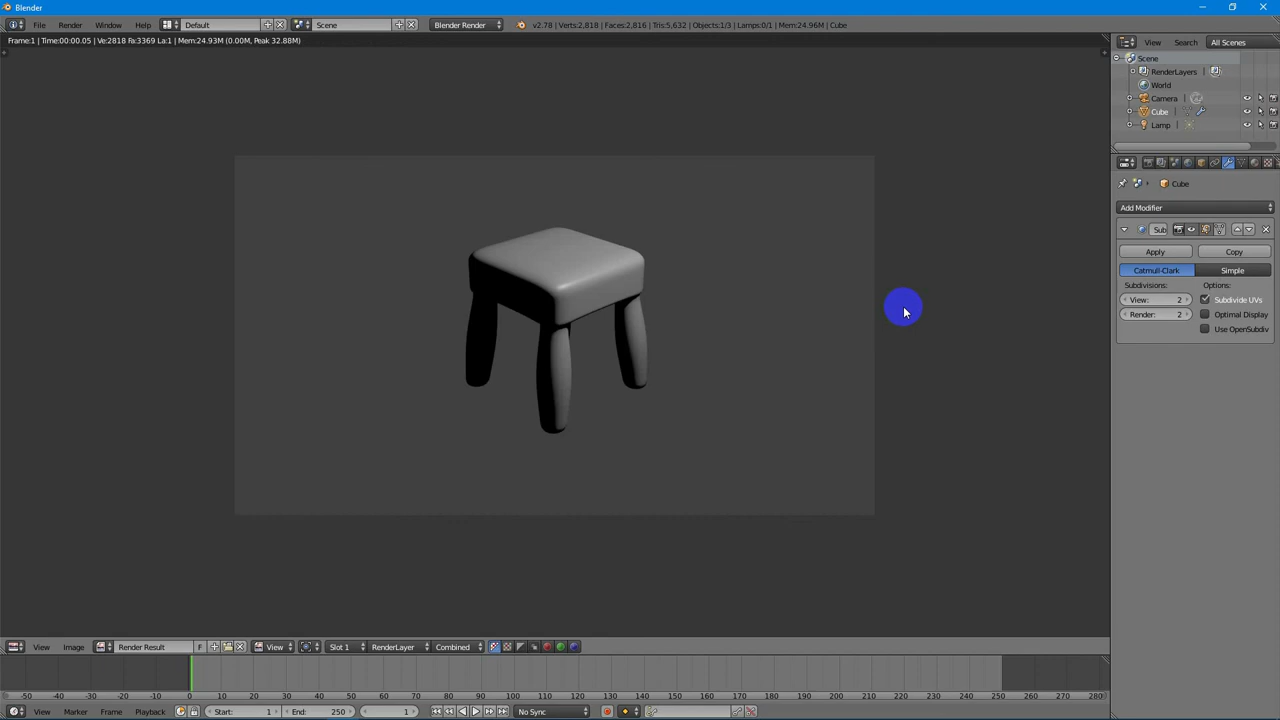 Blender
File Render Window Help Default Scene Blender Render v2.78 | Verts:2,818 | Faces:2,816 | Tris:5,632 | Objects:1/3 | Lamps:0/1 | Mem:24.96M | Cube
Frame:1 | Time:00:00.05 | Ve:2818 Fa:3369 La:1 | Mem:24.93M (0.00M, Peak 32.88M)
View Search All Scenes
Scene
RenderLayers
World
Camera
Cube
Lamp
Cube
Add Modifier
Sub
Apply Copy
Catmull-Clark Simple
Subdivisions: Options:
View: 2 Subdivide UVs
Render: 2 Optimal Display
Use OpenSubdiv
View Image Render Result F View Slot 1 RenderLayer Combined
-50 -40 -30 -20 -10 0 10 20 30 40 50 60 70 80 90 100 110 120 130 140 150 160 170 180 190 200 210 220 230 240 250 260 270 280
View Marker Frame Playback Start: 1 End: 250 1 No Sync